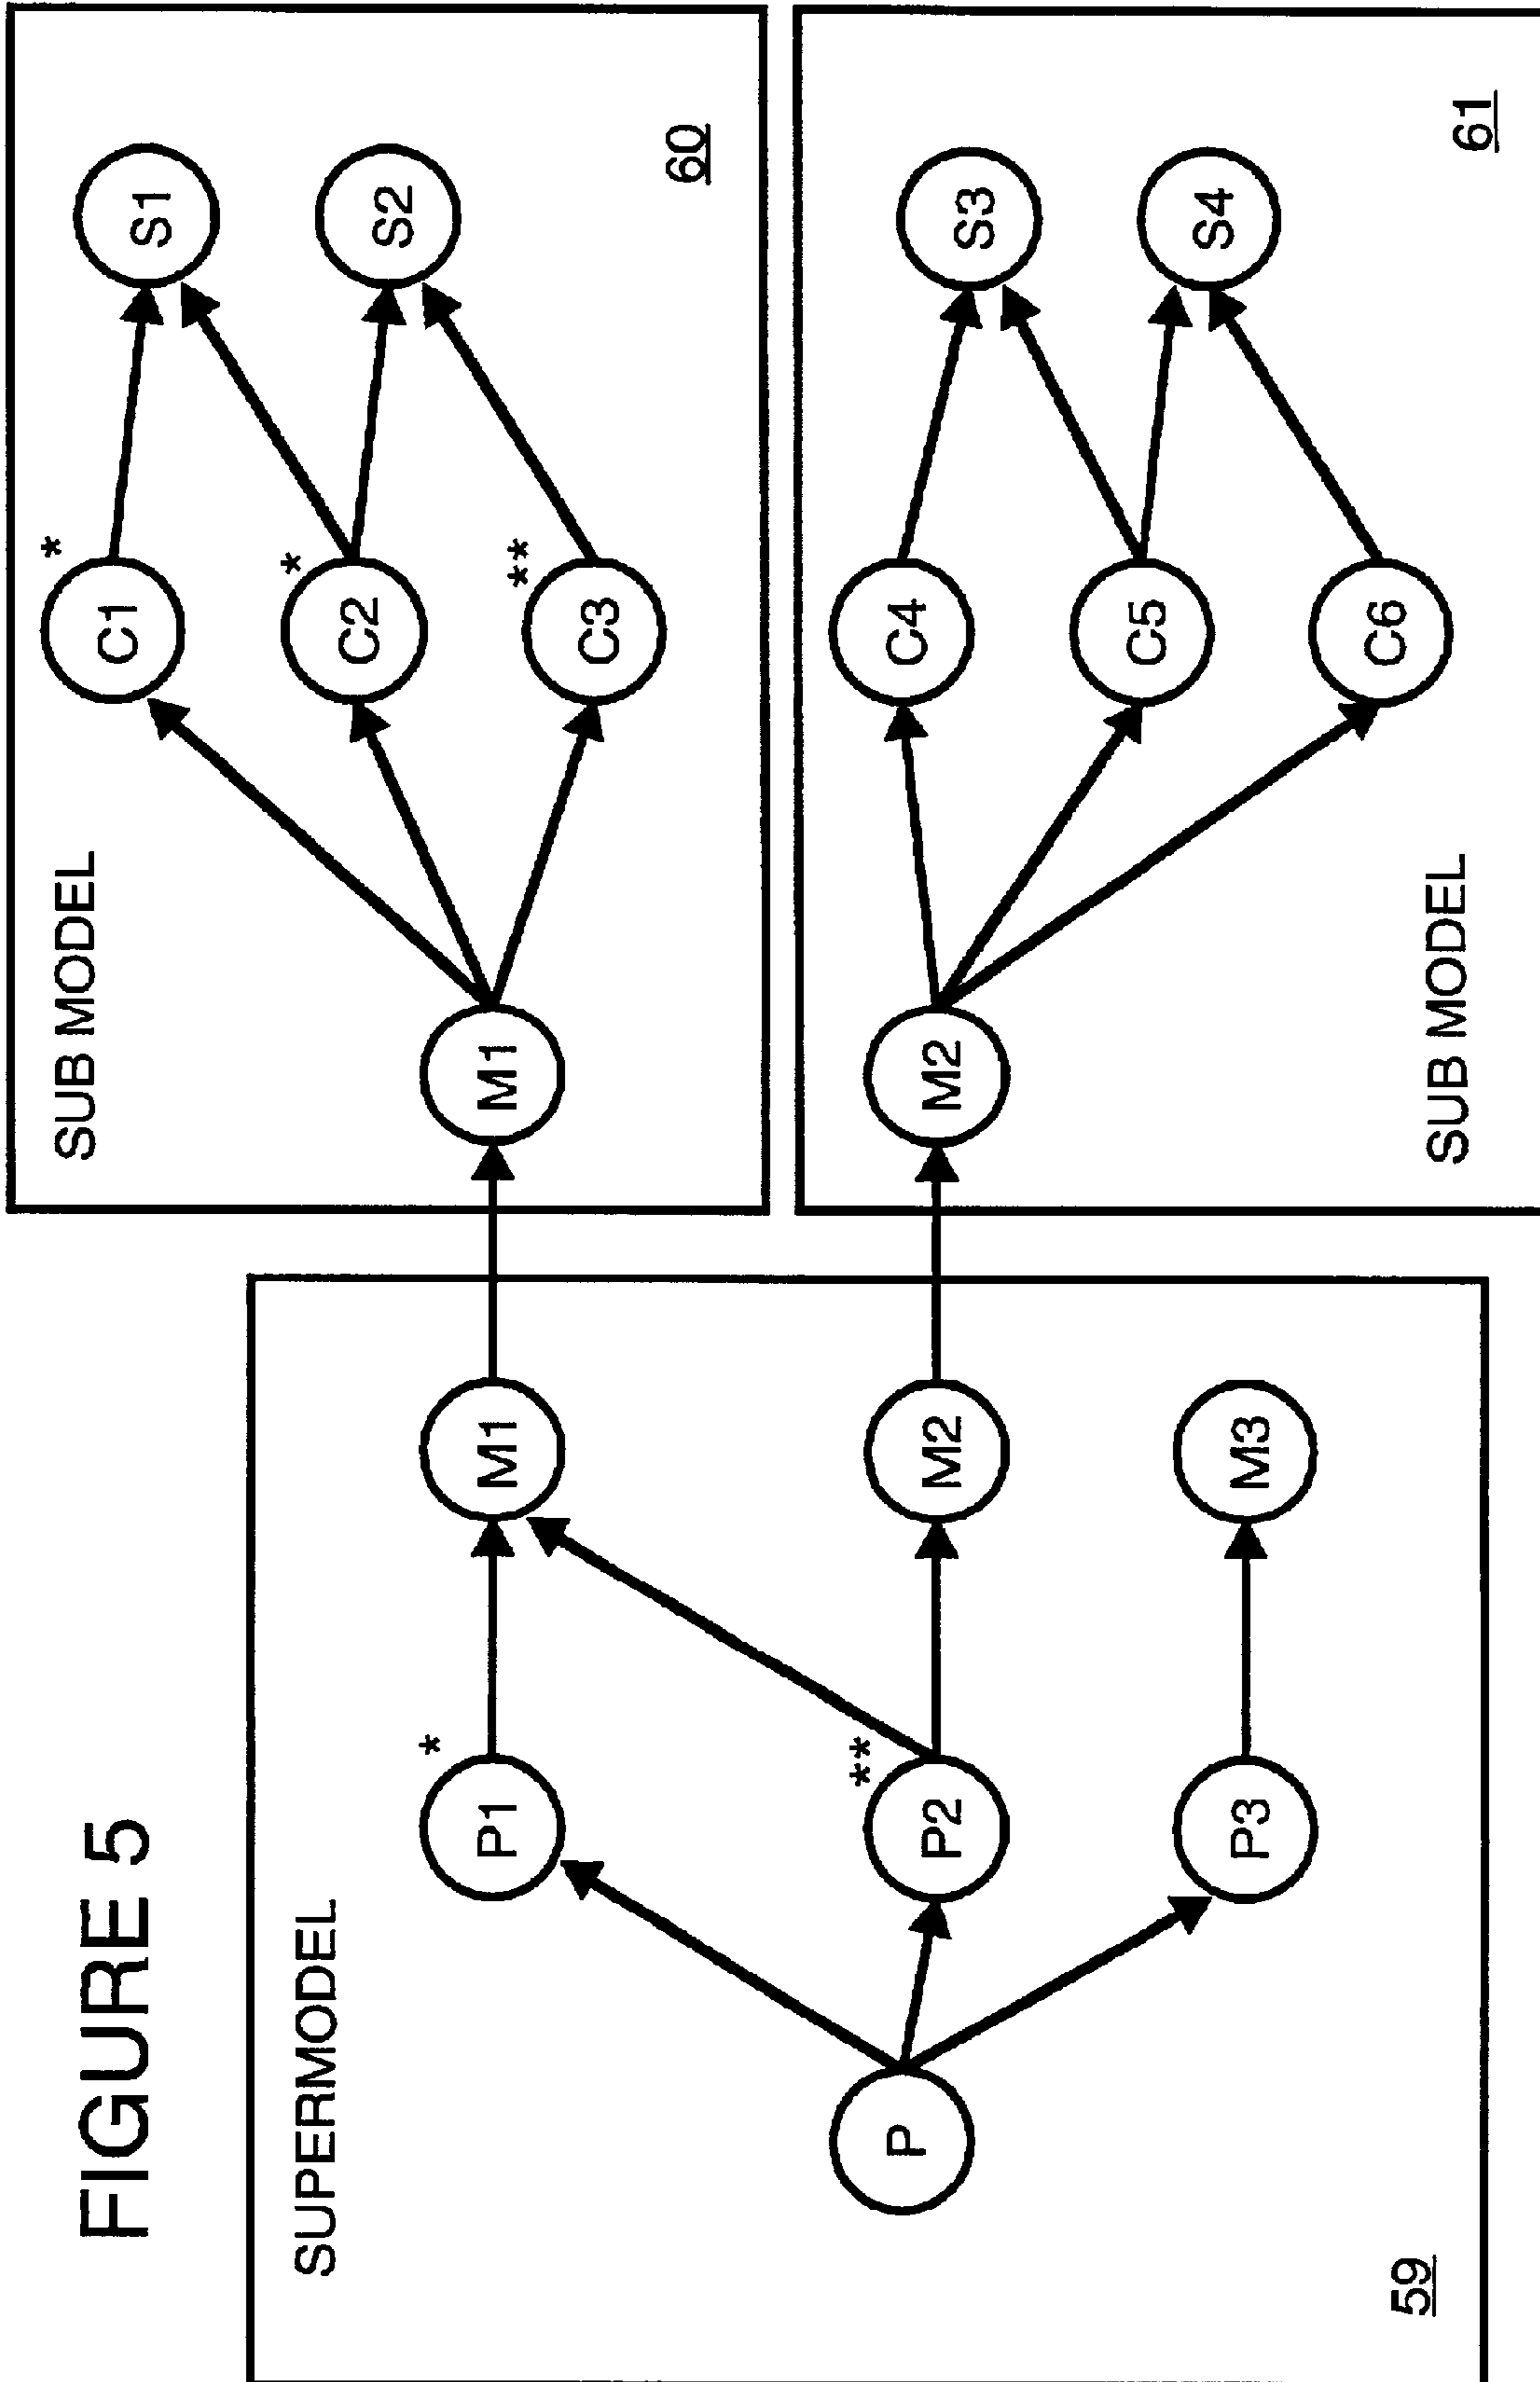 FIGURE 5
SUPERMODEL
P
P1
*
P2
**
P3
M1
M2
M3
59
SUB MODEL
M1
C1
*
C2
*
C3
**
S1
S2
60
M2
C4
C5
C6
S3
S4
SUB MODEL
61